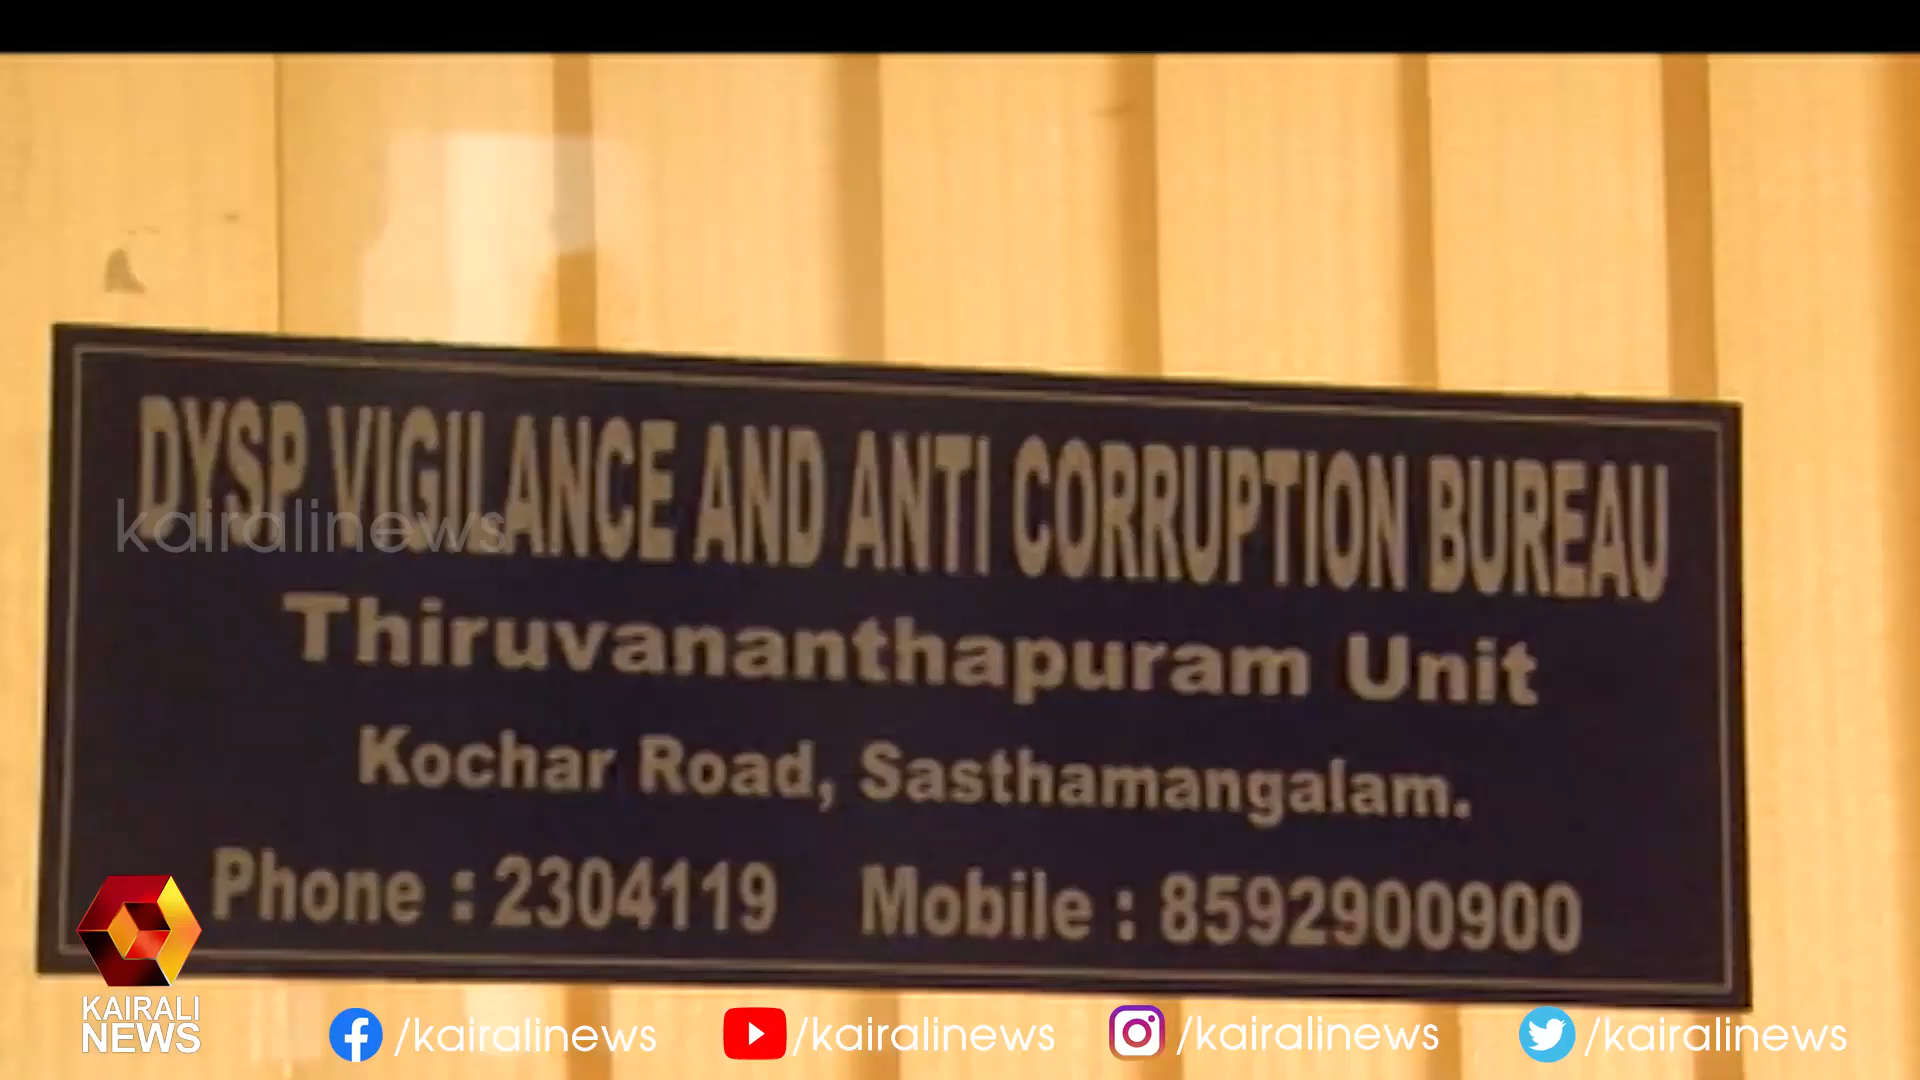 DYSP VIGILANCE AND ANTI CORRUPTION BUREAU
kairalinews
Thiruvananthapuram Unit
Kochar Road, Sasthamangalam.
Phone : 2304119 Mobile : 8592900900
KAIRALI
NEWS
/kairalinews /kairalinews /kairalinews /kairalinews